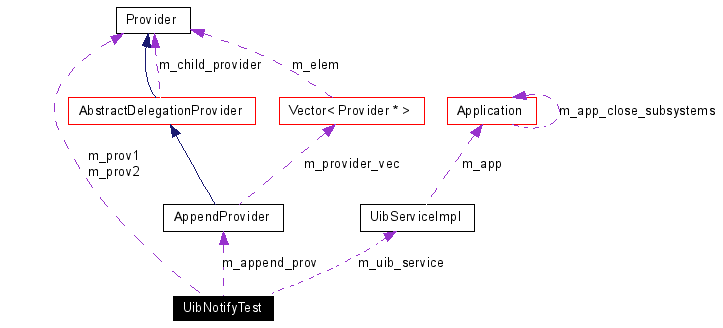 Provider
m_child_provider
m_elem
AbstractDelegationProvider
Vector< Provider * >
Application
m_app_close_subsystems
m_prov1
m_prov2
m_provider_vec
m_app
AppendProvider
UibServiceImpl
m_append_prov
m_uib_service
UibNotifyTest